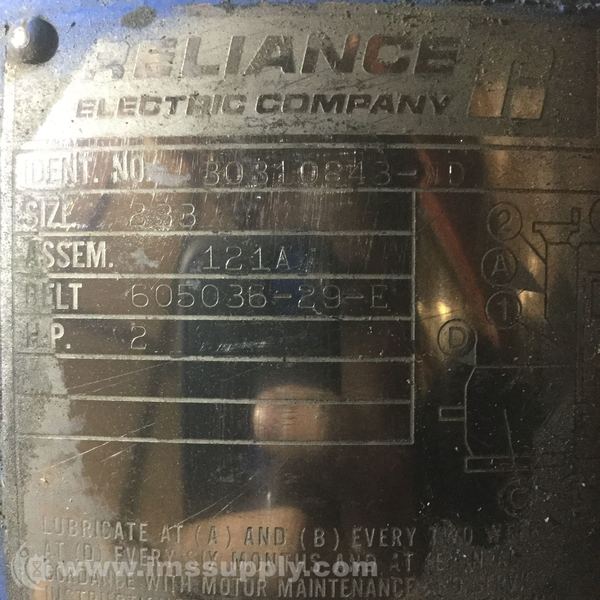 RELIANCE R
ELECTRIC COMPANY
IDENT. NO. 30310843- D
SIZE 233
ASSEM. 121A
BELT 605036-29-E
H.P. 2
2
A
1
D
C
LUBRICATE AT (A) AND (B) EVERY TWO
AT (D) EVERY SIX MONTHS AND AT
WITH MOTOR MAINTENANCE
www.imssupply.com